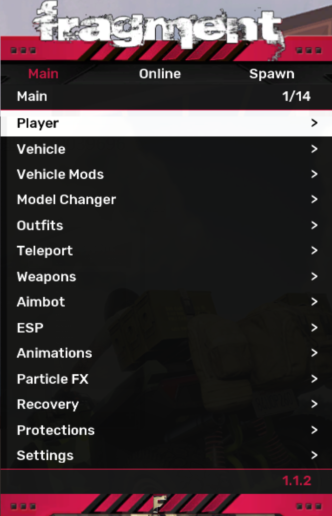 fragment
Main Online Spawn
Main 1/14
Player >
Vehicle >
Vehicle Mods >
Model Changer >
Outfits >
Teleport >
Weapons >
Aimbot >
ESP >
Animations >
Particle FX >
Recovery >
Protections >
Settings >
1.1.2
F